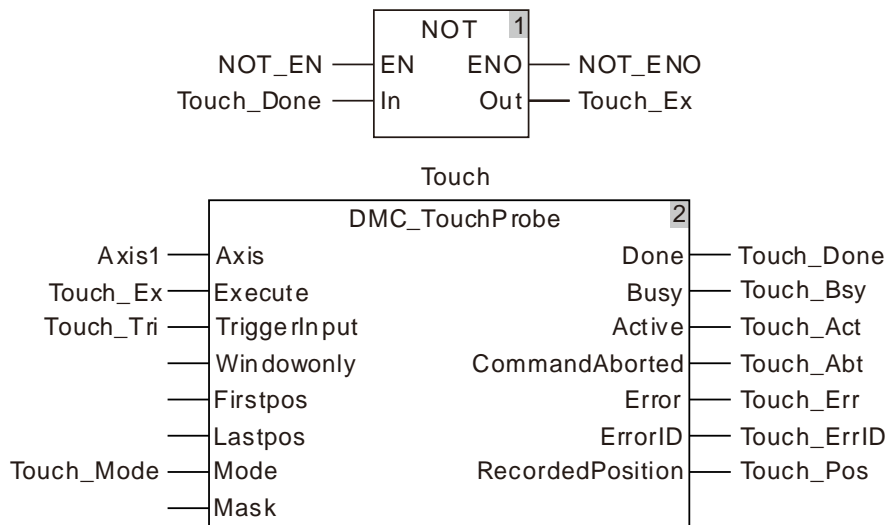 NOT 1
NOT_EN EN ENO NOT_ENO
Touch_Done In Out Touch_Ex
Touch
DMC_TouchProbe 2
Axis1 Axis Done Touch_Done
Touch_Ex Execute Busy Touch_Bsy
Touch_Tri TriggerInput Active Touch_Act
Windowonly CommandAborted Touch_Abt
Firstpos Error Touch_Err
Lastpos ErrorID Touch_ErrID
Touch_Mode Mode RecordedPosition Touch_Pos
Mask